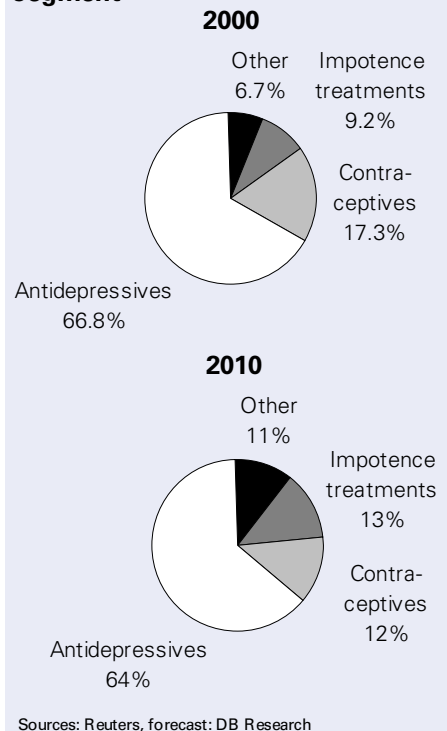 segment
2000
Other
6.7%
Impotence
treatments
9.2%
Contra-
ceptives
17.3%
Antidepressives
66.8%
2010
Other
11%
Impotence
treatments
13%
Contra-
ceptives
12%
Antidepressives
64%
Sources: Reuters, forecast: DB Research